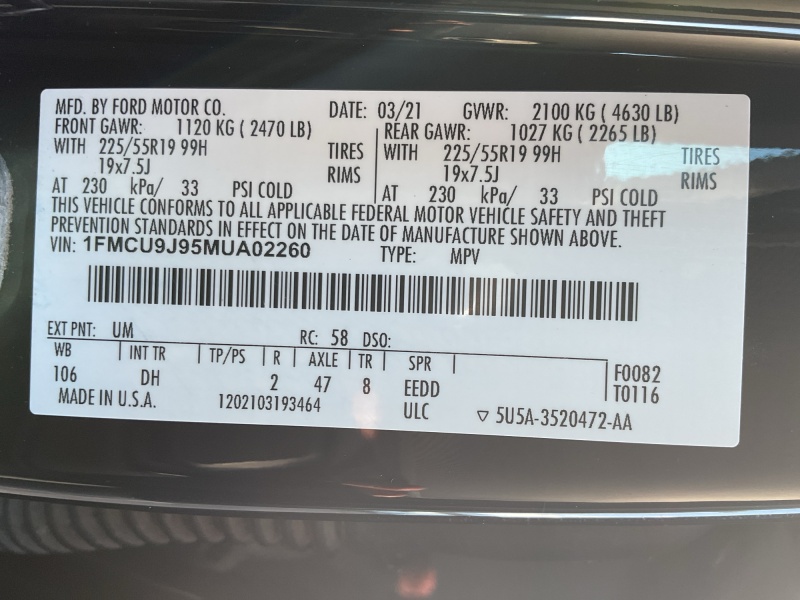 MFD. BY FORD MOTOR CO. DATE: 03/21 GVWR: 2100 KG ( 4630 LB)
FRONT GAWR: 1120 KG ( 2470 LB) REAR GAWR: 1027 KG ( 2265 LB)
WITH 225/55R19 99H TIRES WITH 225/55R19 99H TIRES
19x7.5J RIMS 19x7.5J RIMS
AT 230 kPa/ 33 PSI COLD AT 230 kPa/ 33 PSI COLD
THIS VEHICLE CONFORMS TO ALL APPLICABLE FEDERAL MOTOR VEHICLE SAFETY AND THEFT
PREVENTION STANDARDS IN EFFECT ON THE DATE OF MANUFACTURE SHOWN ABOVE.
VIN: 1FMCU9J95MUA02260 TYPE: MPV
EXT PNT: UM RC: 58 DSO:
WB INT TR TP/PS R AXLE TR SPR F0082
106 DH 2 47 8 EEDD T0116
MADE IN U.S.A. 1202103193464 ULC ▽ 5U5A-3520472-AA